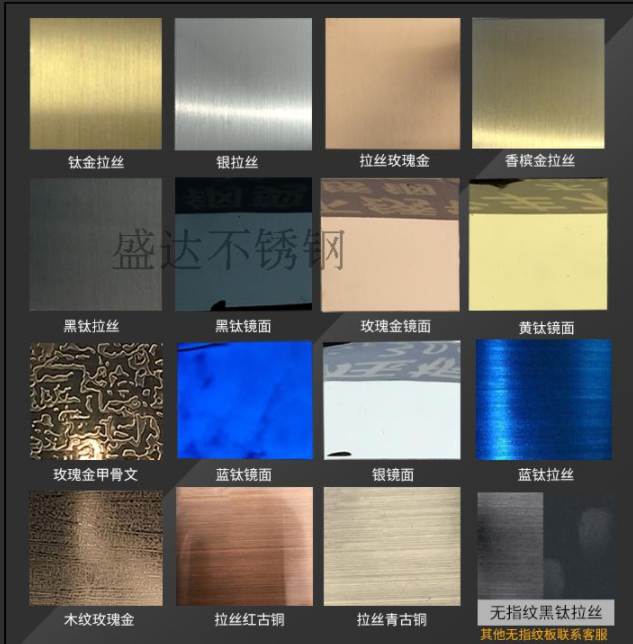 钛金拉丝
银拉丝
拉丝玫瑰金
香槟金拉丝
盛达不锈钢
黑钛拉丝
黑钛镜面
玫瑰金镜面
黄钛镜面
玫瑰金甲骨文
蓝钛镜面
银镜面
蓝钛拉丝
木纹玫瑰金
拉丝红古铜
拉丝青古铜
无指纹黑钛拉丝
其他无指纹板联系客服